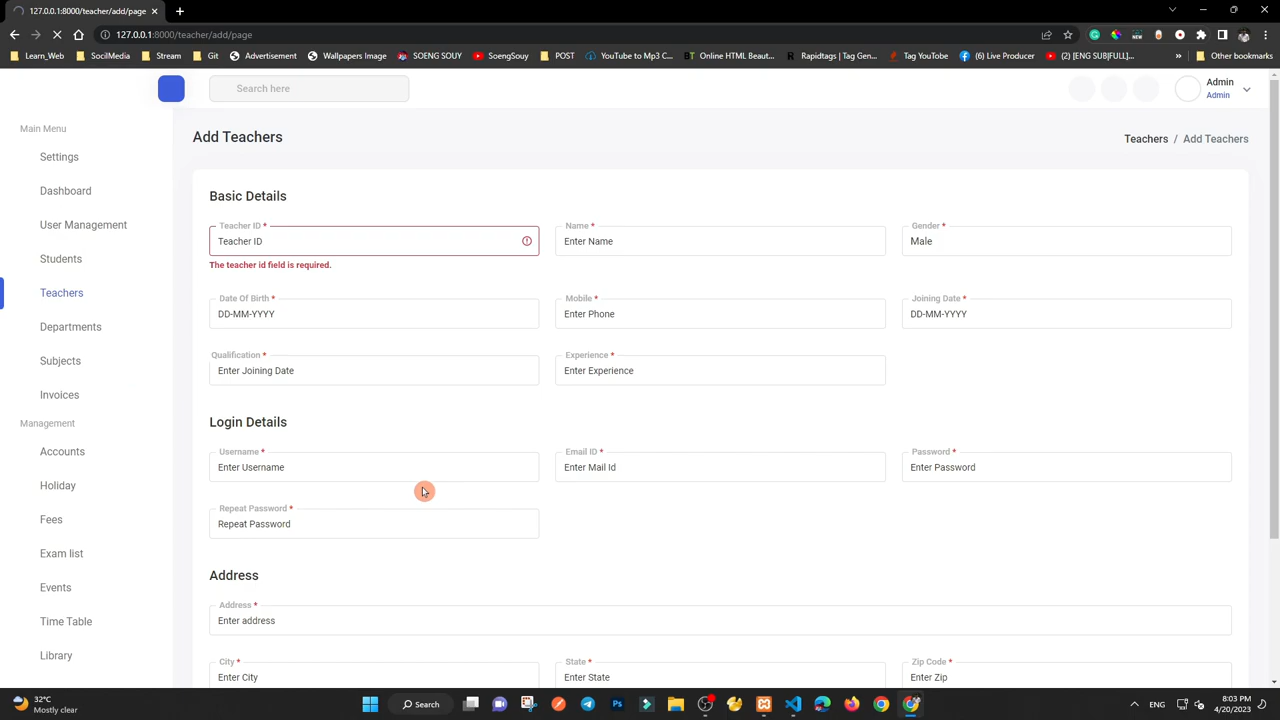 127.0.0.1:8000/teacher/add/page
127.0.0.1:8000/teacher/add/page
Learn_Web
SocilMedia
Stream
Git
Advertisement
Wallpapers Image
SOENG SOUY
SoengSouy
POST
YouTube to Mp3 C...
Online HTML Beaut...
Rapidtags | Tag Gen...
Tag YouTube
(6) Live Producer
(2) [ENG SUB|FULL]...
»
Other bookmarks
Search here
Admin
Admin
Main Menu
Settings
Dashboard
User Management
Students
Teachers
Departments
Subjects
Invoices
Management
Accounts
Holiday
Fees
Exam list
Events
Time Table
Library
Add Teachers
Teachers / Add Teachers
Basic Details
Teacher ID *
Teacher ID
The teacher id field is required.
Name *
Enter Name
Gender *
Male
Date Of Birth *
DD-MM-YYYY
Mobile *
Enter Phone
Joining Date *
DD-MM-YYYY
Qualification *
Enter Joining Date
Experience *
Enter Experience
Login Details
Username *
Enter Username
Email ID *
Enter Mail Id
Password *
Enter Password
Repeat Password *
Repeat Password
Address
Address *
Enter address
City *
Enter City
State *
Enter State
Zip Code *
Enter Zip
32°C
Mostly clear
Search
ENG
8:03 PM
4/20/2023